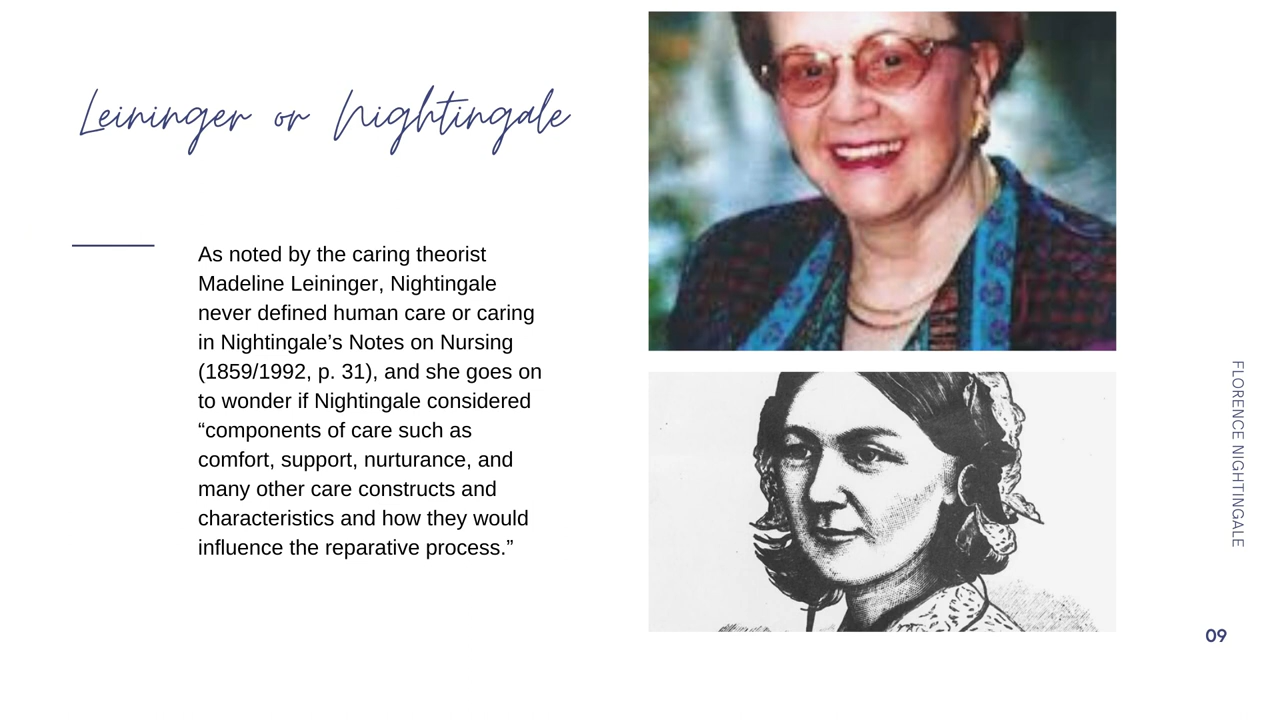 Leininger or Nightingale
As noted by the caring theorist
Madeline Leininger, Nightingale
never defined human care or caring
in Nightingale’s Notes on Nursing
(1859/1992, p. 31), and she goes on
to wonder if Nightingale considered
“components of care such as
comfort, support, nurturance, and
many other care constructs and
characteristics and how they would
influence the reparative process.”
FLORENCE NIGHTINGALE
09